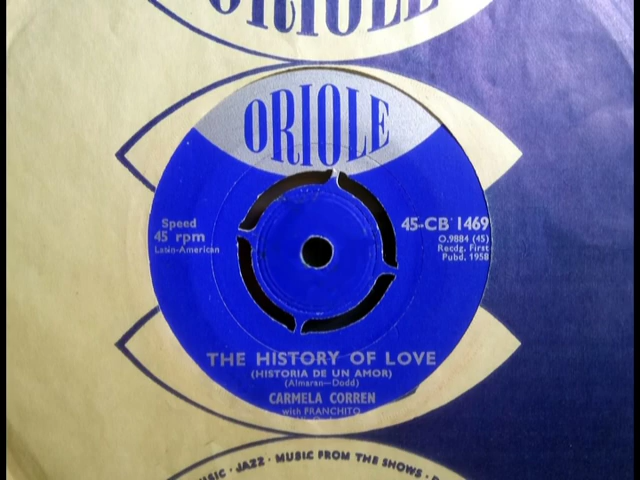 ORIOLE
ORIOLE
Speed
45 rpm
Latin-American
45-CB 1469
O.9884 (45)
Recdg. First
Pubd. 1958
THE HISTORY OF LOVE
(HISTORIA DE UN AMOR)
(Almaran—Dodd)
CARMELA CORREN
with FRANCHITO
MUSIC · JAZZ · MUSIC FROM THE SHOWS ·